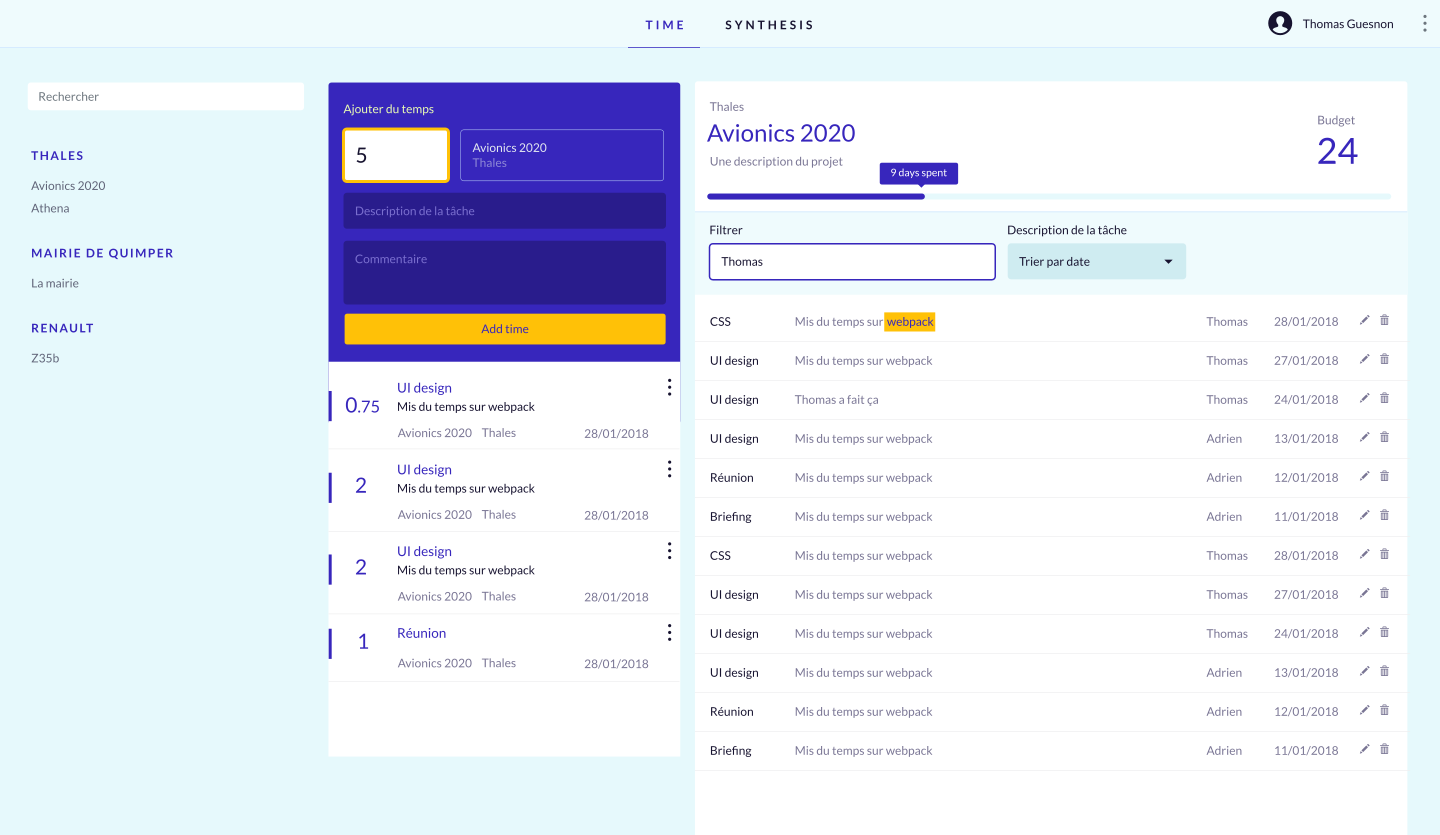 TIME
SYNTHESIS
Thomas Guesnon
Rechercher
THALES
Avionics 2020
Athena
MAIRIE DE QUIMPER
La mairie
RENAULT
Z35b
Ajouter du temps
5
Avionics 2020
Thales
Description de la tâche
Commentaire
Add time
0.75
UI design
Mis du temps sur webpack
Avionics 2020 Thales 28/01/2018
2
UI design
Mis du temps sur webpack
Avionics 2020 Thales 28/01/2018
2
UI design
Mis du temps sur webpack
Avionics 2020 Thales 28/01/2018
1
Réunion
Avionics 2020 Thales 28/01/2018
Thales
Avionics 2020
Une description du projet
Budget
24
9 days spent
Filtrer
Thomas
Description de la tâche
Trier par date
CSS Mis du temps sur webpack Thomas 28/01/2018
UI design Mis du temps sur webpack Thomas 27/01/2018
UI design Thomas a fait ça Thomas 24/01/2018
UI design Mis du temps sur webpack Adrien 13/01/2018
Réunion Mis du temps sur webpack Adrien 12/01/2018
Briefing Mis du temps sur webpack Adrien 11/01/2018
CSS Mis du temps sur webpack Thomas 28/01/2018
UI design Mis du temps sur webpack Thomas 27/01/2018
UI design Mis du temps sur webpack Thomas 24/01/2018
UI design Mis du temps sur webpack Adrien 13/01/2018
Réunion Mis du temps sur webpack Adrien 12/01/2018
Briefing Mis du temps sur webpack Adrien 11/01/2018